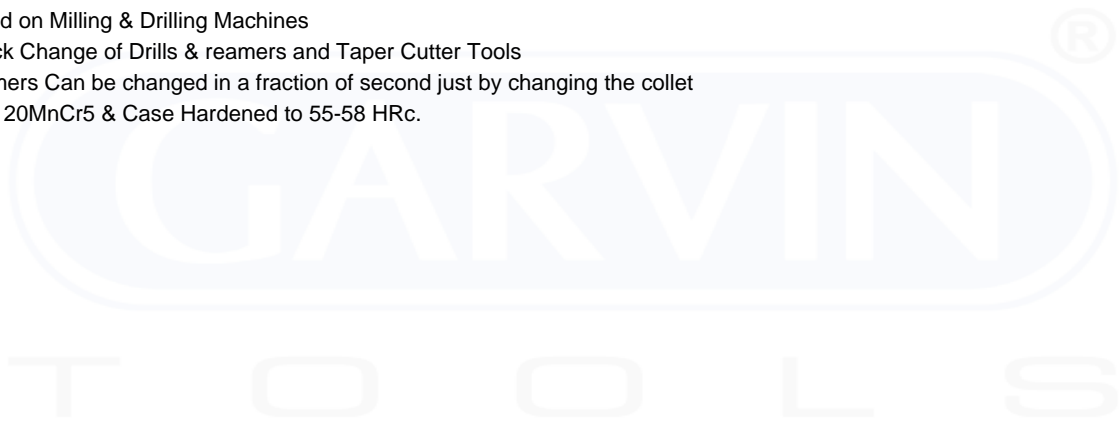 d on Milling & Drilling Machines
ck Change of Drills & reamers and Taper Cutter Tools
ners Can be changed in a fraction of second just by changing the collet
20MnCr5 & Case Hardened to 55-58 HRc.
GARVIN ®
TOOLS